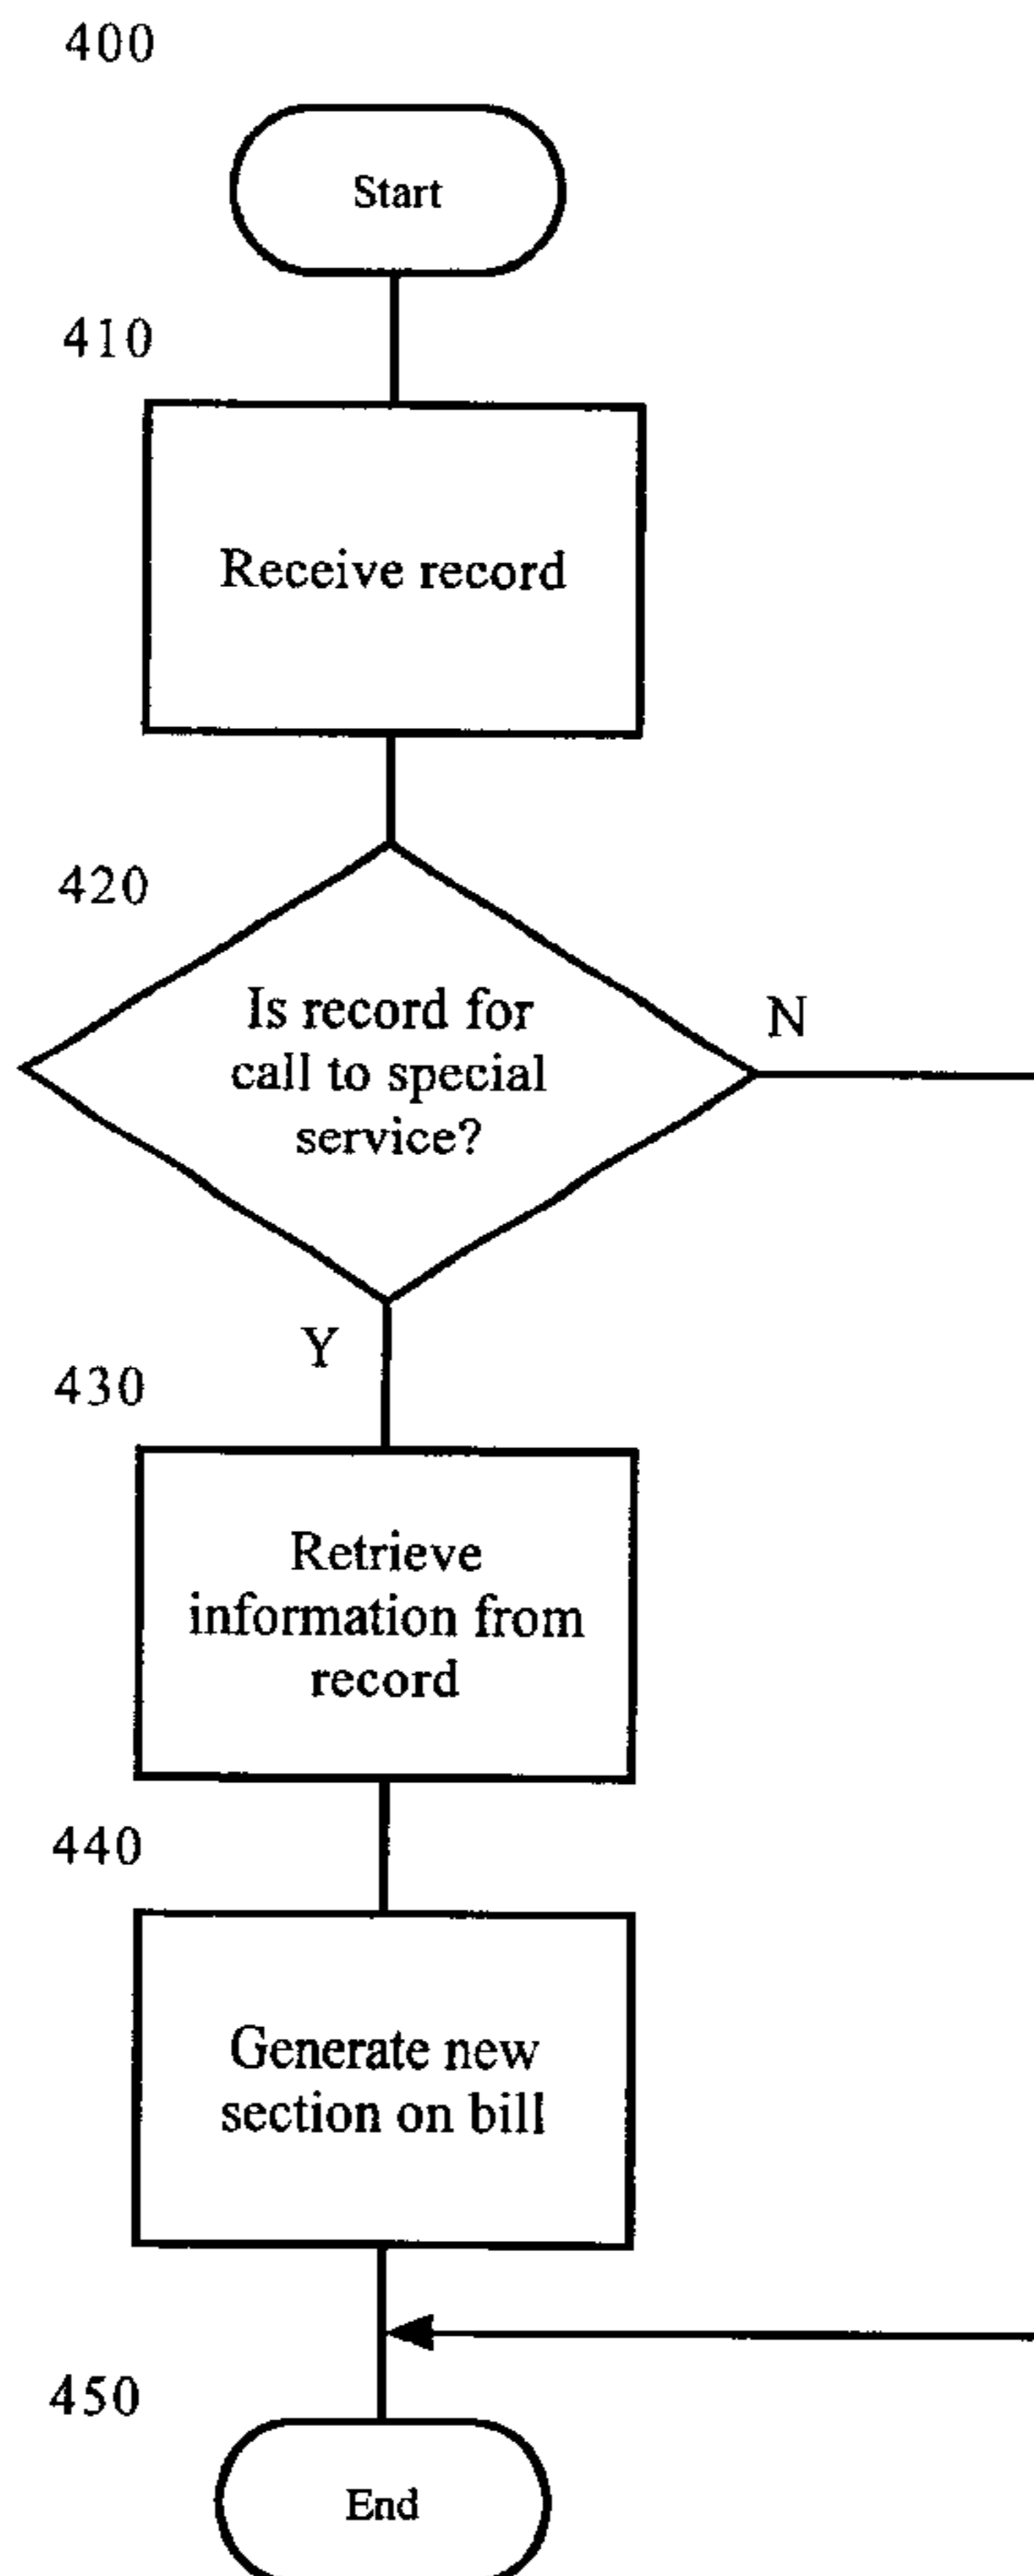 400
Start
410
Receive record
420
Is record for
call to special
service?
N
Y
430
Retrieve
information from
record
440
Generate new
section on bill
450
End